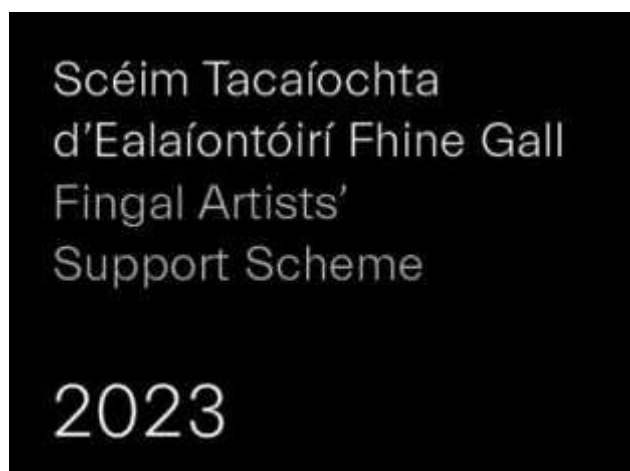 Scéim Tacaíochta
d'Ealaíontóirí Fhine Gall
Fingal Artists'
Support Scheme
2023